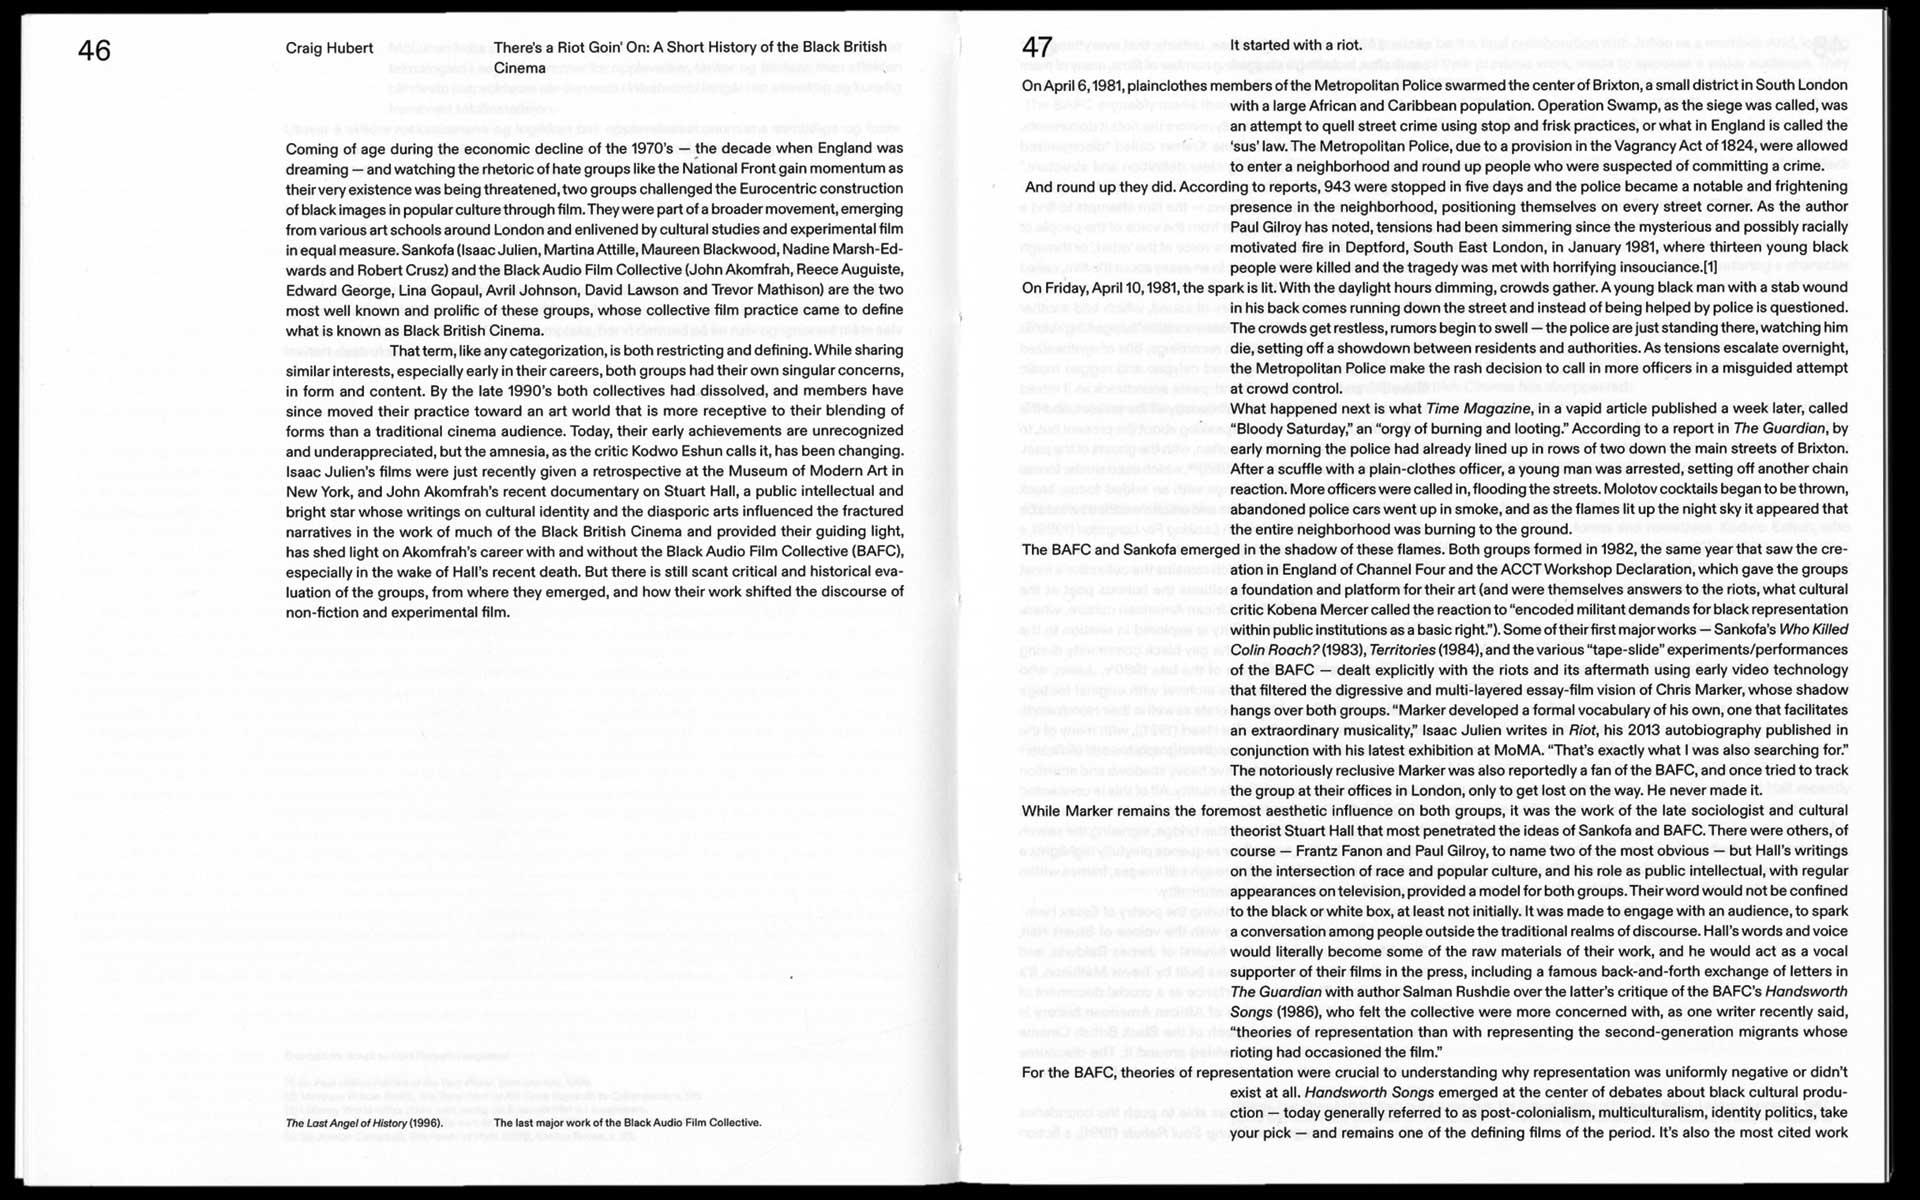 46
Craig Hubert
There's a Riot Goin' On: A Short History of the Black British
Cinema
Coming of age during the economic decline of the 1970's — the decade when England was
dreaming — and watching the rhetoric of hate groups like the National Front gain momentum as
their very existence was being threatened, two groups challenged the Eurocentric construction
of black images in popular culture through film. They were part of a broader movement, emerging
from various art schools around London and enlivened by cultural studies and experimental film
in equal measure. Sankofa (Isaac Julien, Martina Attille, Maureen Blackwood, Nadine Marsh-Ed-
wards and Robert Crusz) and the Black Audio Film Collective (John Akomfrah, Reece Auguiste,
Edward George, Lina Gopaul, Avril Johnson, David Lawson and Trevor Mathison) are the two
most well known and prolific of these groups, whose collective film practice came to define
what is known as Black British Cinema.
That term, like any categorization, is both restricting and defining. While sharing
similar interests, especially early in their careers, both groups had their own singular concerns,
in form and content. By the late 1990's both collectives had dissolved, and members have
since moved their practice toward an art world that is more receptive to their blending of
forms than a traditional cinema audience. Today, their early achievements are unrecognized
and underappreciated, but the amnesia, as the critic Kodwo Eshun calls it, has been changing.
Isaac Julien's films were just recently given a retrospective at the Museum of Modern Art in
New York, and John Akomfrah's recent documentary on Stuart Hall, a public intellectual and
bright star whose writings on cultural identity and the diasporic arts influenced the fractured
narratives in the work of much of the Black British Cinema and provided their guiding light,
has shed light on Akomfrah's career with and without the Black Audio Film Collective (BAFC),
especially in the wake of Hall's recent death. But there is still scant critical and historical eva-
luation of the groups, from where they emerged, and how their work shifted the discourse of
non-fiction and experimental film.
The Last Angel of History (1996).
The last major work of the Black Audio Film Collective.
47
It started with a riot.
On April 6, 1981, plainclothes members of the Metropolitan Police swarmed the center of Brixton, a small district in South London
with a large African and Caribbean population. Operation Swamp, as the siege was called, was
an attempt to quell street crime using stop and frisk practices, or what in England is called the
'sus' law. The Metropolitan Police, due to a provision in the Vagrancy Act of 1824, were allowed
to enter a neighborhood and round up people who were suspected of committing a crime.
And round up they did. According to reports, 943 were stopped in five days and the police became a notable and frightening
presence in the neighborhood, positioning themselves on every street corner. As the author
Paul Gilroy has noted, tensions had been simmering since the mysterious and possibly racially
motivated fire in Deptford, South East London, in January 1981, where thirteen young black
people were killed and the tragedy was met with horrifying insouciance.[1]
On Friday, April 10, 1981, the spark is lit. With the daylight hours dimming, crowds gather. A young black man with a stab wound
in his back comes running down the street and instead of being helped by police is questioned.
The crowds get restless, rumors begin to swell — the police are just standing there, watching him
die, setting off a showdown between residents and authorities. As tensions escalate overnight,
the Metropolitan Police make the rash decision to call in more officers in a misguided attempt
at crowd control.
What happened next is what Time Magazine, in a vapid article published a week later, called
“Bloody Saturday,” an “orgy of burning and looting.” According to a report in The Guardian, by
early morning the police had already lined up in rows of two down the main streets of Brixton.
After a scuffle with a plain-clothes officer, a young man was arrested, setting off another chain
reaction. More officers were called in, flooding the streets. Molotov cocktails began to be thrown,
abandoned police cars went up in smoke, and as the flames lit up the night sky it appeared that
the entire neighborhood was burning to the ground.
The BAFC and Sankofa emerged in the shadow of these flames. Both groups formed in 1982, the same year that saw the cre-
ation in England of Channel Four and the ACCT Workshop Declaration, which gave the groups
a foundation and platform for their art (and were themselves answers to the riots, what cultural
critic Kobena Mercer called the reaction to “encoded militant demands for black representation
within public institutions as a basic right.”). Some of their first major works — Sankofa's Who Killed
Colin Roach? (1983), Territories (1984), and the various “tape-slide” experiments/performances
of the BAFC — dealt explicitly with the riots and its aftermath using early video technology
that filtered the digressive and multi-layered essay-film vision of Chris Marker, whose shadow
hangs over both groups. “Marker developed a formal vocabulary of his own, one that facilitates
an extraordinary musicality,” Isaac Julien writes in Riot, his 2013 autobiography published in
conjunction with his latest exhibition at MoMA. “That's exactly what I was also searching for.”
The notoriously reclusive Marker was also reportedly a fan of the BAFC, and once tried to track
the group at their offices in London, only to get lost on the way. He never made it.
While Marker remains the foremost aesthetic influence on both groups, it was the work of the late sociologist and cultural
theorist Stuart Hall that most penetrated the ideas of Sankofa and BAFC. There were others, of
course — Frantz Fanon and Paul Gilroy, to name two of the most obvious — but Hall's writings
on the intersection of race and popular culture, and his role as public intellectual, with regular
appearances on television, provided a model for both groups. Their word would not be confined
to the black or white box, at least not initially. It was made to engage with an audience, to spark
a conversation among people outside the traditional realms of discourse. Hall's words and voice
would literally become some of the raw materials of their work, and he would act as a vocal
supporter of their films in the press, including a famous back-and-forth exchange of letters in
The Guardian with author Salman Rushdie over the latter's critique of the BAFC's Handsworth
Songs (1986), who felt the collective were more concerned with, as one writer recently said,
“theories of representation than with representing the second-generation migrants whose
rioting had occasioned the film.”
For the BAFC, theories of representation were crucial to understanding why representation was uniformly negative or didn't
exist at all. Handsworth Songs emerged at the center of debates about black cultural produ-
ction — today generally referred to as post-colonialism, multiculturalism, identity politics, take
your pick — and remains one of the defining films of the period. It's also the most cited work